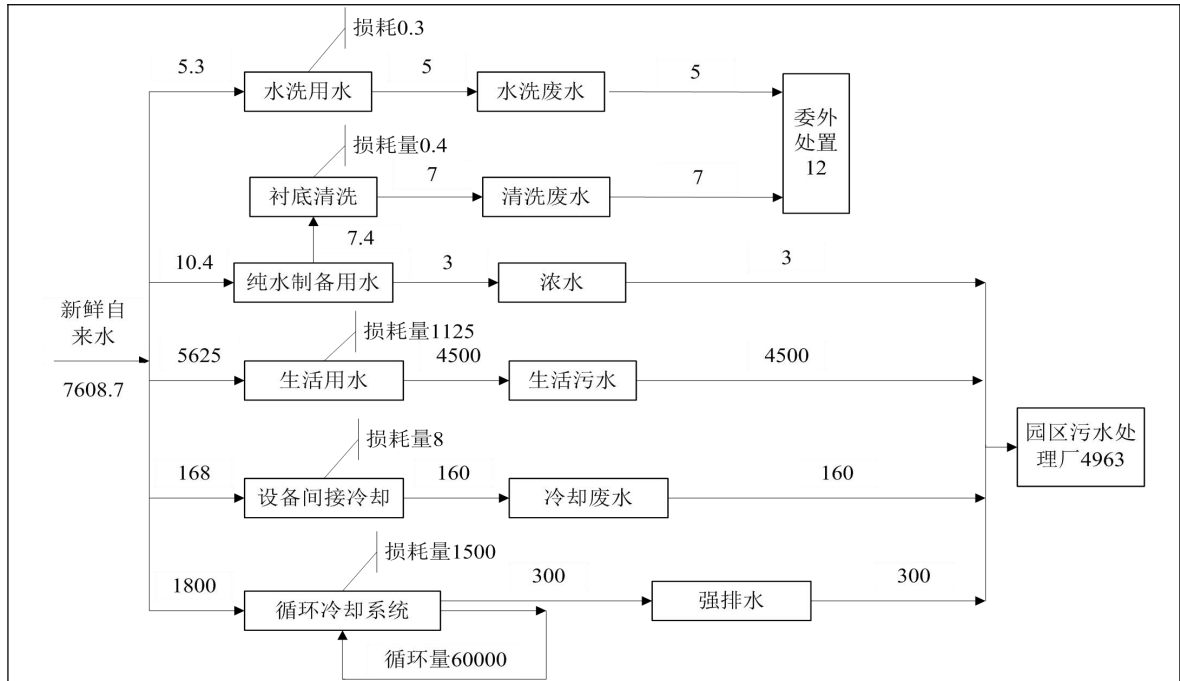 损耗0.3
5.3
水洗用水
5
水洗废水
5
委外
处置
12
损耗量0.4
衬底清洗
7
清洗废水
7
7.4
10.4
纯水制备用水
3
浓水
3
新鲜自
来水
7608.7
损耗量1125
5625
生活用水
4500
生活污水
4500
园区污水处
理厂4963
损耗量8
168
设备间接冷却
160
冷却废水
160
损耗量1500
1800
循环冷却系统
300
强排水
300
循环量60000